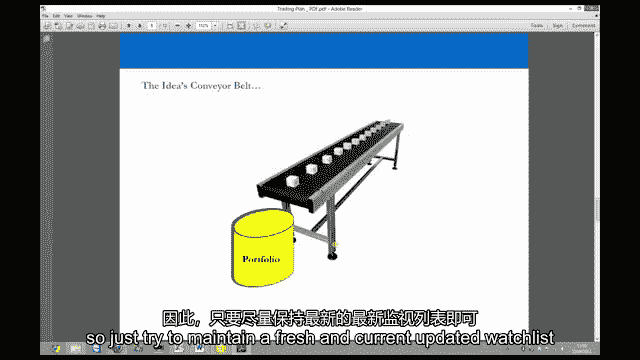 Trading Plan _ PDF.pdf - Adobe Reader
File Edit View Window Help
Tools Sign Comment
The Idea's Conveyor Belt…
Portfolio
因此，只要尽量保持最新的最新监视列表即可
so just try to maintain a fresh and current updated watchlist